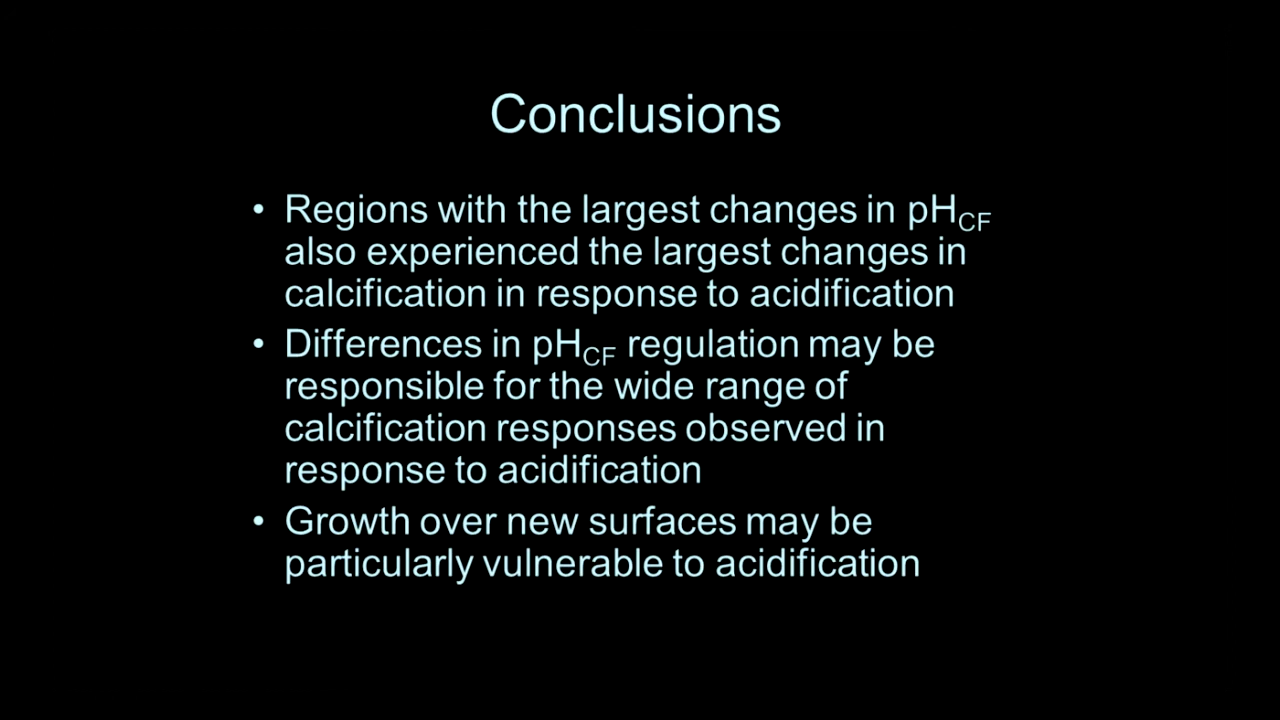 Conclusions
• Regions with the largest changes in pHCF
also experienced the largest changes in
calcification in response to acidification
• Differences in pHCF regulation may be
responsible for the wide range of
calcification responses observed in
response to acidification
• Growth over new surfaces may be
particularly vulnerable to acidification